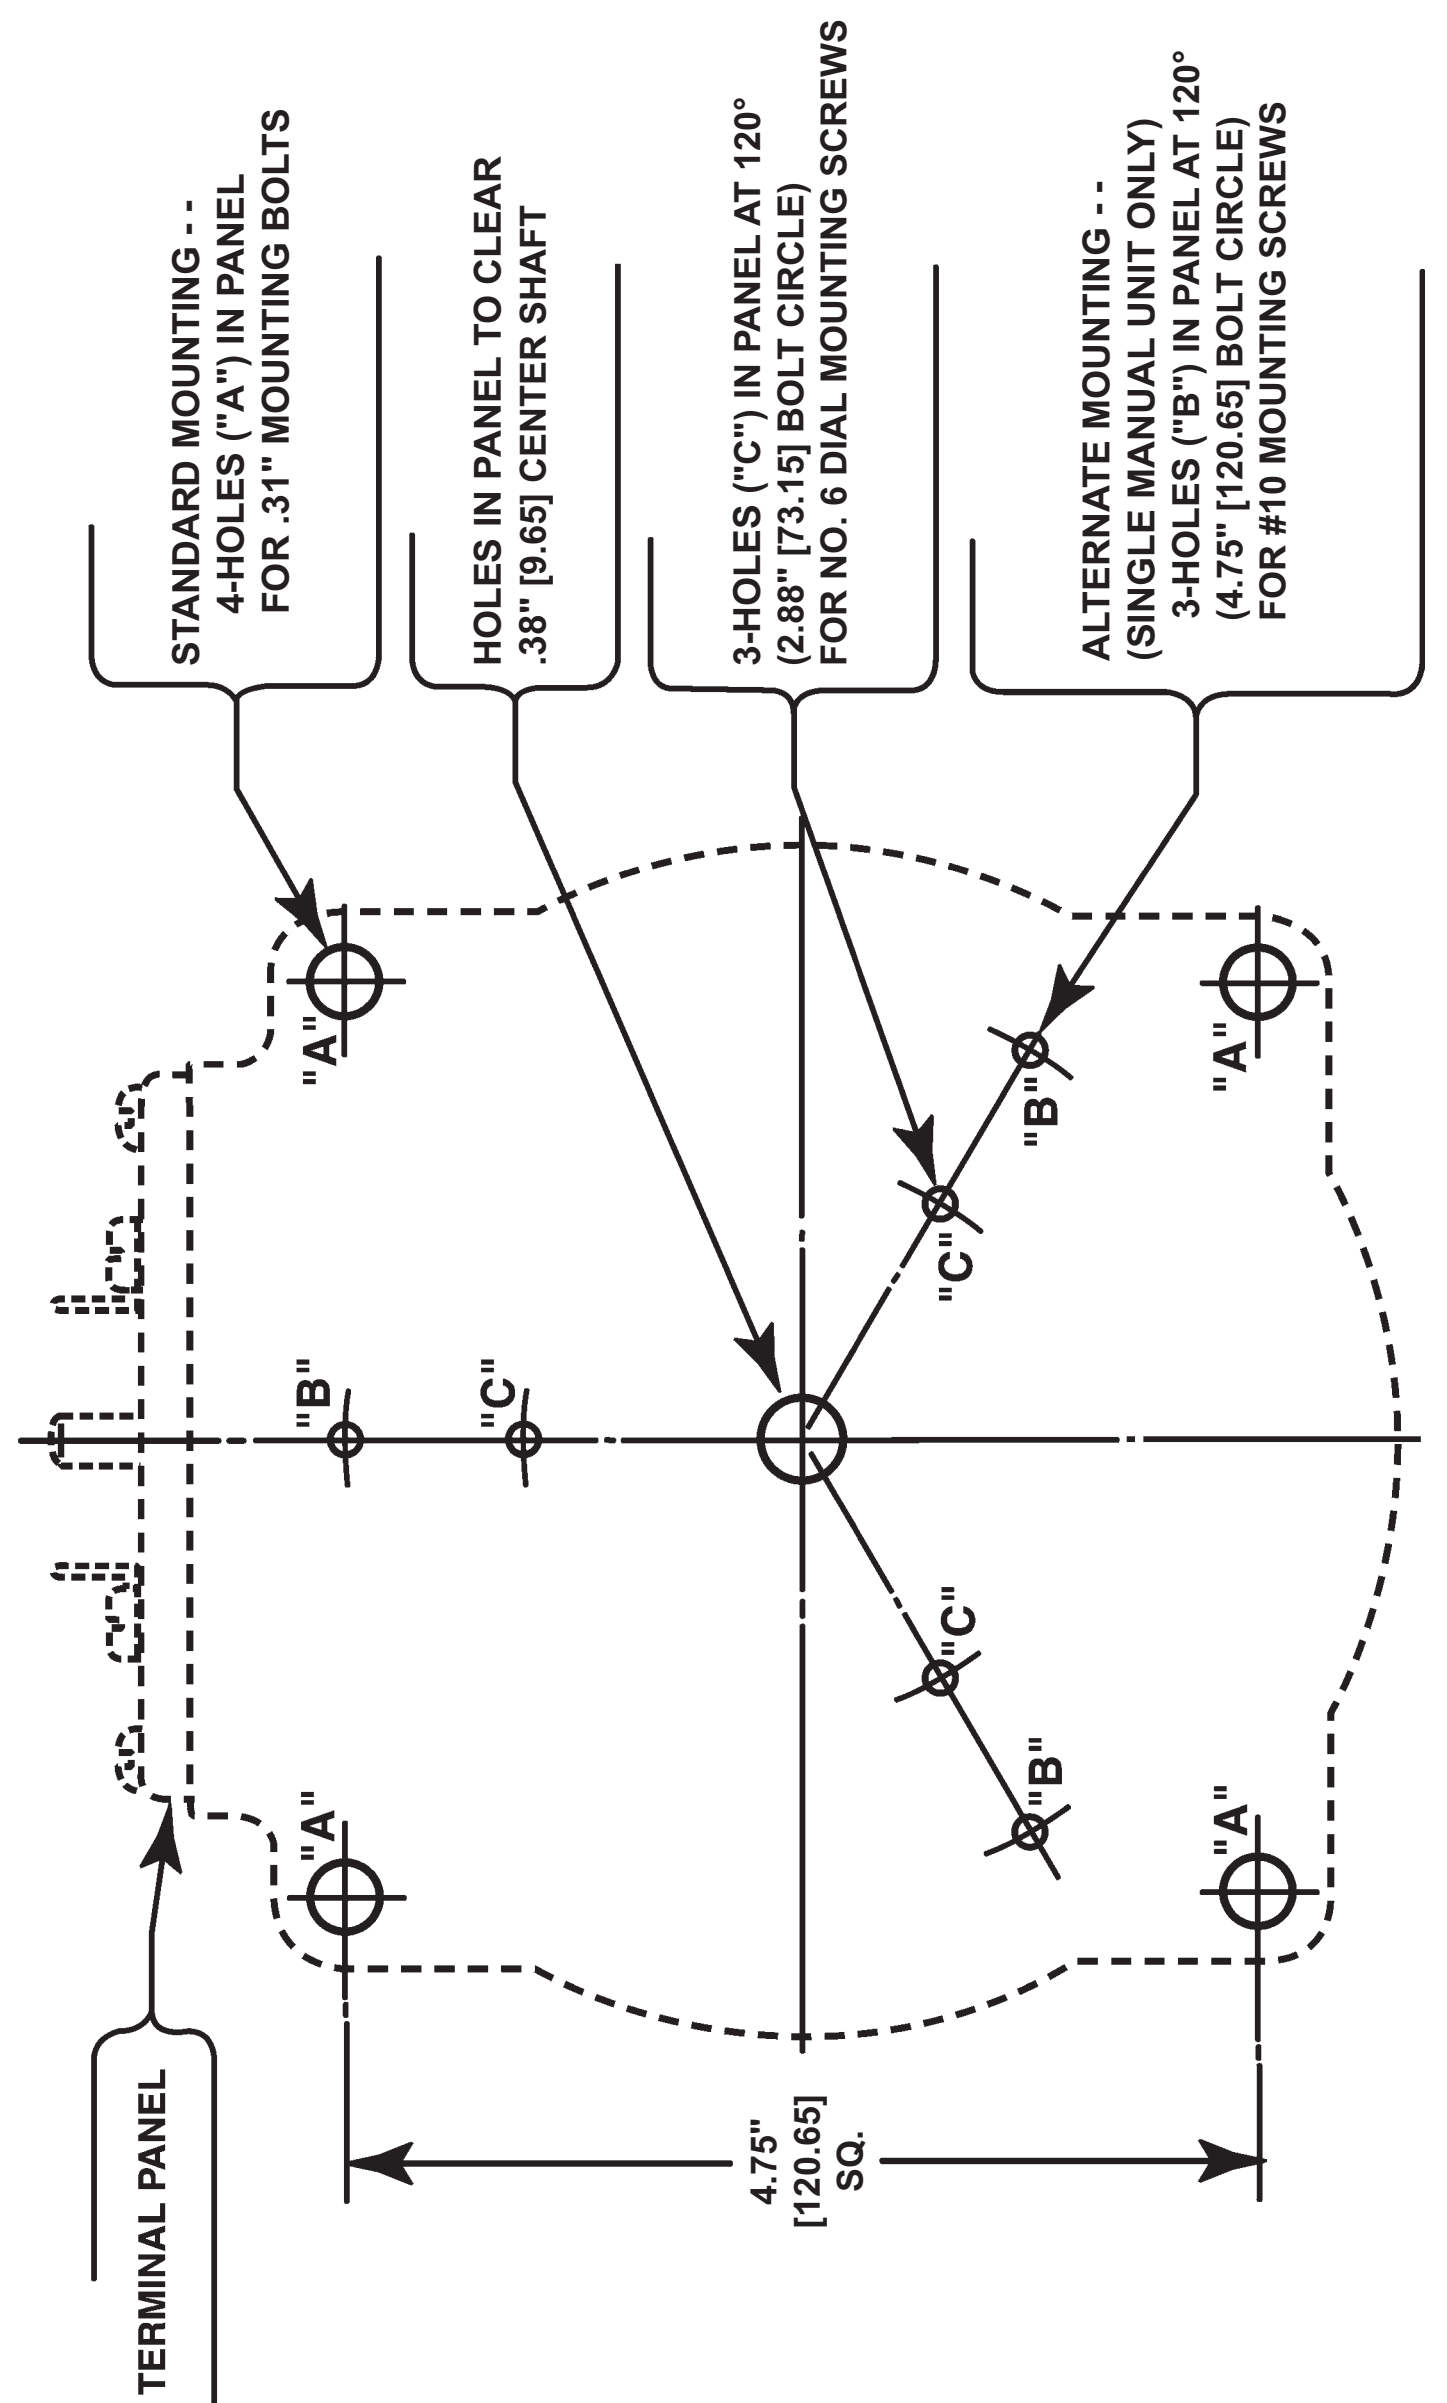 STANDARD MOUNTING - -
4-HOLES ("A") IN PANEL
FOR .31" MOUNTING BOLTS
HOLES IN PANEL TO CLEAR
.38" [9.65] CENTER SHAFT
3-HOLES ("C") IN PANEL AT 120°
(2.88" [73.15] BOLT CIRCLE)
FOR NO. 6 DIAL MOUNTING SCREWS
ALTERNATE MOUNTING - -
(SINGLE MANUAL UNIT ONLY)
3-HOLES ("B") IN PANEL AT 120°
(4.75" [120.65] BOLT CIRCLE)
FOR #10 MOUNTING SCREWS
TERMINAL PANEL
"A"
"A"
"B"
"C"
"C"
"C"
"B"
"B"
"A"
"A"
4.75"
[120.65]
SQ.